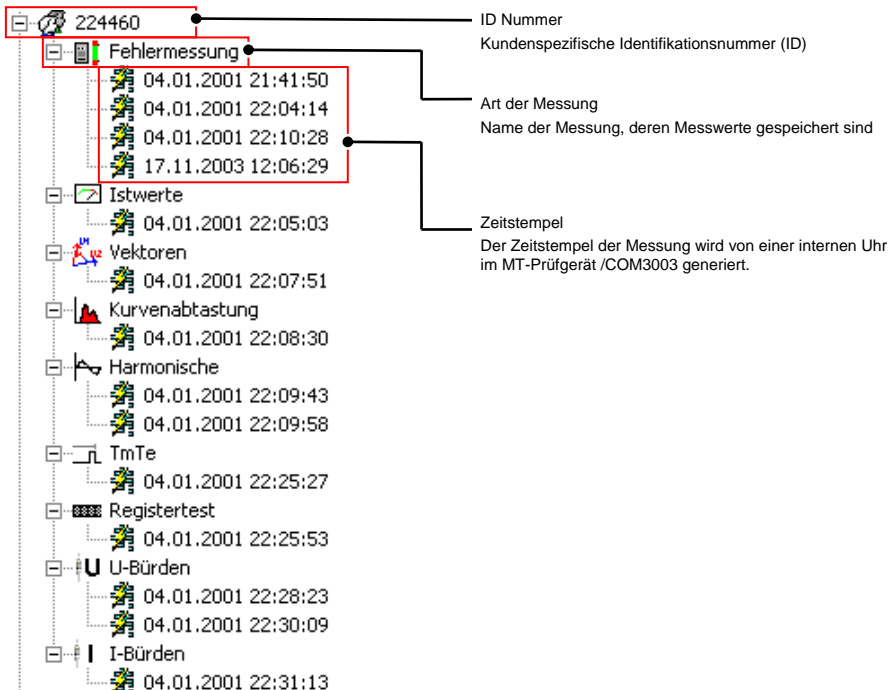 224460
Fehlermessung
04.01.2001 21:41:50
04.01.2001 22:04:14
04.01.2001 22:10:28
17.11.2003 12:06:29
Istwerte
04.01.2001 22:05:03
Vektoren
04.01.2001 22:07:51
Kurvenabtastung
04.01.2001 22:08:30
Harmonische
04.01.2001 22:09:43
04.01.2001 22:09:58
TmTe
04.01.2001 22:25:27
Registertest
04.01.2001 22:25:53
U U-Bürden
04.01.2001 22:28:23
04.01.2001 22:30:09
I I-Bürden
04.01.2001 22:31:13
ID Nummer
Kundenspezifische Identifikationsnummer (ID)
Art der Messung
Name der Messung, deren Messwerte gespeichert sind
Zeitstempel
Der Zeitstempel der Messung wird von einer internen Uhr
im MT-Prüfgerät /COM3003 generiert.